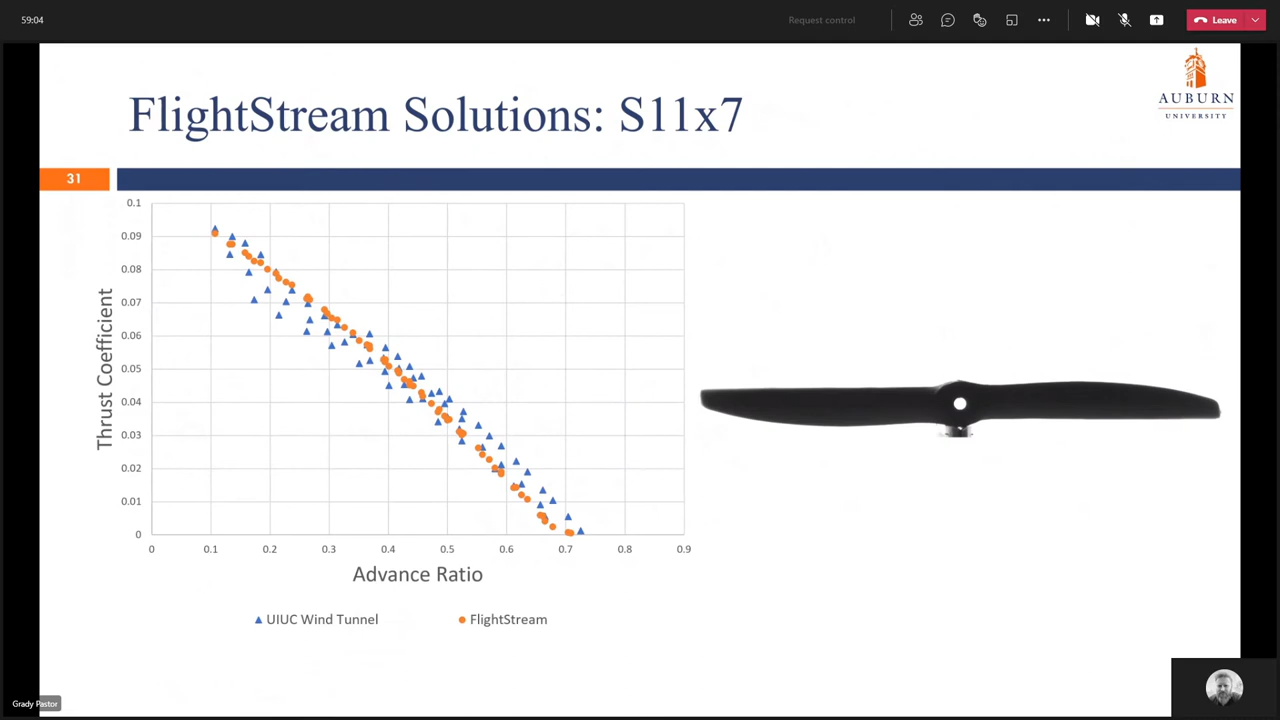 59:04
Request control
Leave
FlightStream Solutions: S11x7
AUBURN
UNIVERSITY
31
0.1
0.09
0.08
0.07
0.06
0.05
0.04
0.03
0.02
0.01
0
Thrust Coefficient
0 0.1 0.2 0.3 0.4 0.5 0.6 0.7 0.8 0.9
Advance Ratio
UIUC Wind Tunnel FlightStream
Grady Pastor